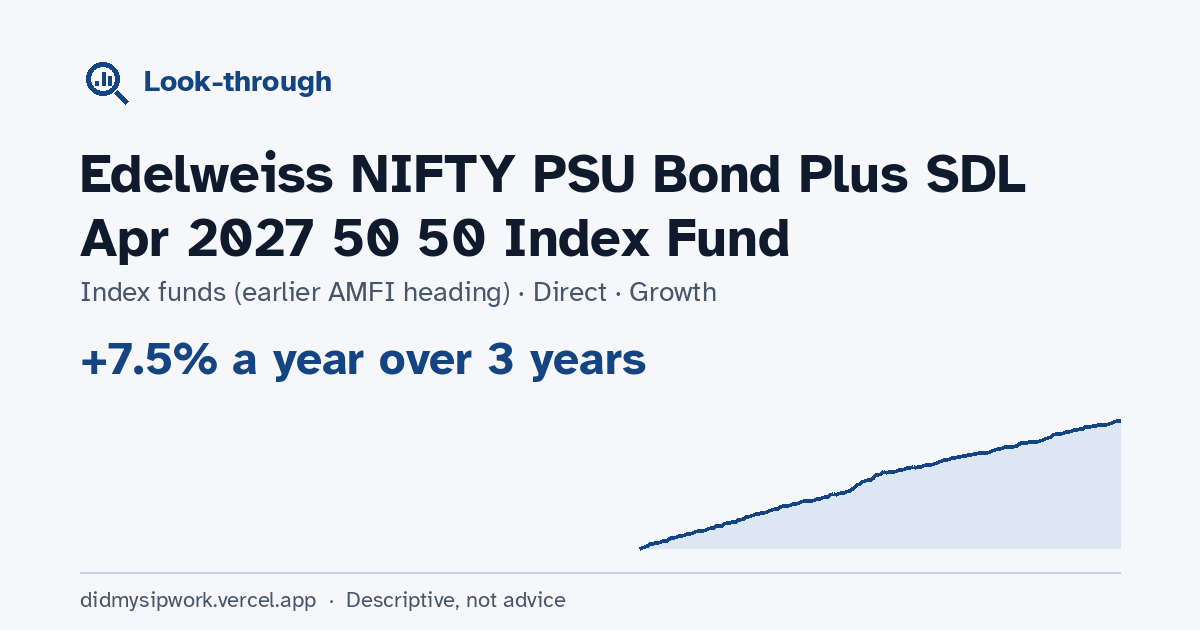 Look-through
Edelweiss NIFTY PSU Bond Plus SDL
Apr 2027 50 50 Index Fund
Index funds (earlier AMFI heading) · Direct · Growth
+7.5% a year over 3 years
didmysipwork.vercel.app · Descriptive, not advice